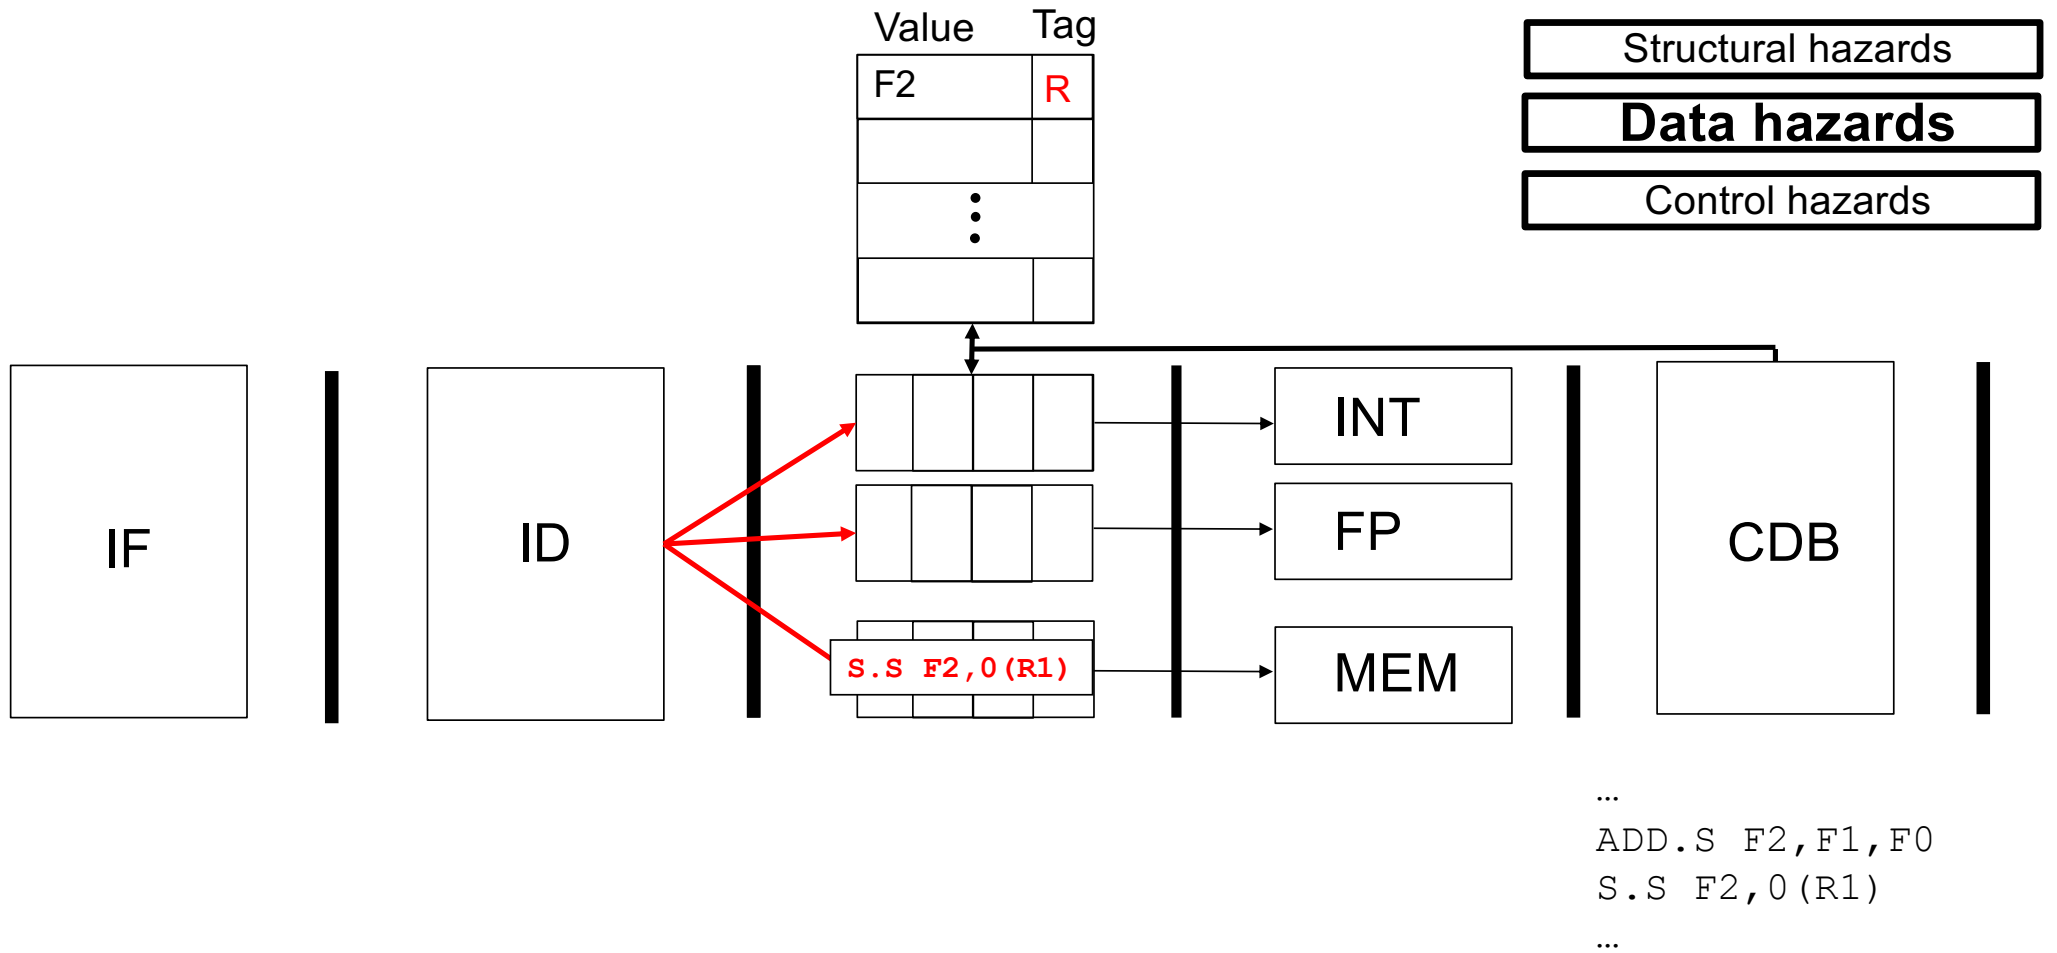 Value Tag
F2 R
Structural hazards
Data hazards
Control hazards
IF
ID
S.S F2,0(R1)
INT
FP
MEM
CDB
…
ADD.S F2,F1,F0
S.S F2,0(R1)
…